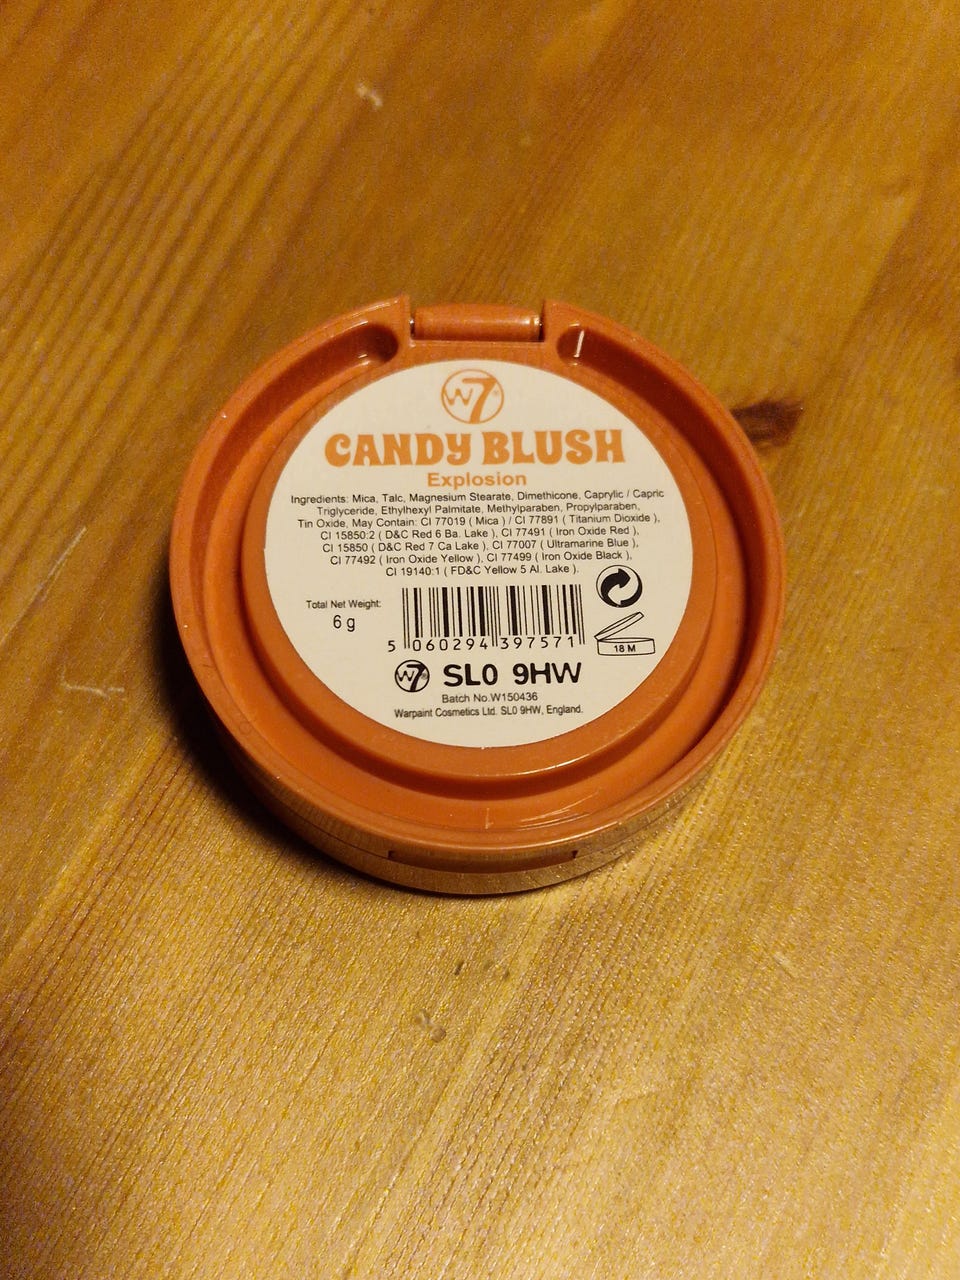 W7®
CANDY BLUSH
Explosion
Ingredients: Mica, Talc, Magnesium Stearate, Dimethicone, Caprylic / Capric
Triglyceride, Ethylhexyl Palmitate, Methylparaben, Propylparaben,
Tin Oxide, May Contain: CI 77019 ( Mica ) / CI 77891 ( Titanium Dioxide ),
CI 15850:2 ( D&C Red 6 Ba. Lake ), CI 77491 ( Iron Oxide Red ),
CI 15850 ( D&C Red 7 Ca Lake ), CI 77007 ( Ultramarine Blue ),
CI 77492 ( Iron Oxide Yellow ), CI 77499 ( Iron Oxide Black ),
CI 19140:1 ( FD&C Yellow 5 Al. Lake ).
Total Net Weight:
6 g
5 060294 397571
18 M
W7 SL0 9HW
Batch No.W150436
Warpaint Cosmetics Ltd. SL0 9HW, England.